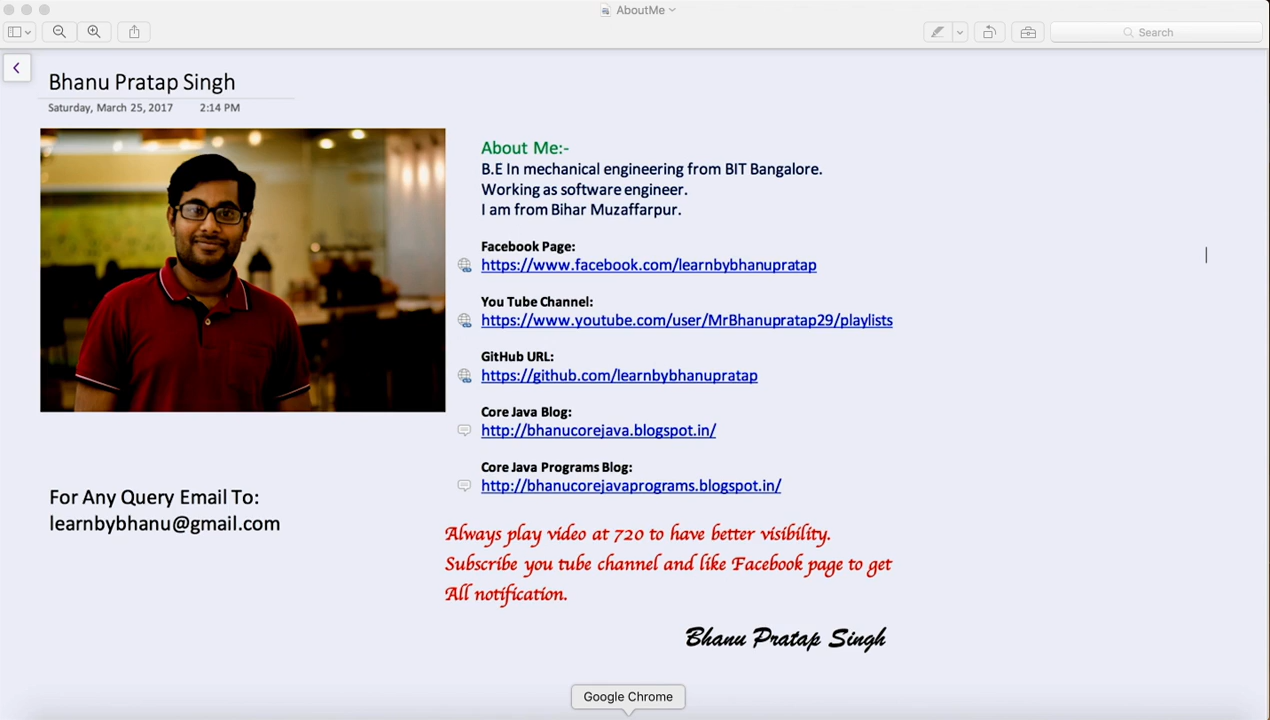 AboutMe
Search
Bhanu Pratap Singh
Saturday, March 25, 2017 2:14 PM
About Me:-
B.E In mechanical engineering from BIT Bangalore.
Working as software engineer.
I am from Bihar Muzaffarpur.
Facebook Page:
https://www.facebook.com/learnbybhanupratap
You Tube Channel:
https://www.youtube.com/user/MrBhanupratap29/playlists
GitHub URL:
https://github.com/learnbybhanupratap
Core Java Blog:
http://bhanucorejava.blogspot.in/
Core Java Programs Blog:
http://bhanucorejavaprograms.blogspot.in/
For Any Query Email To:
learnbybhanu@gmail.com
Always play video at 720 to have better visibility.
Subscribe you tube channel and like Facebook page to get
All notification.
Bhanu Pratap Singh
Google Chrome